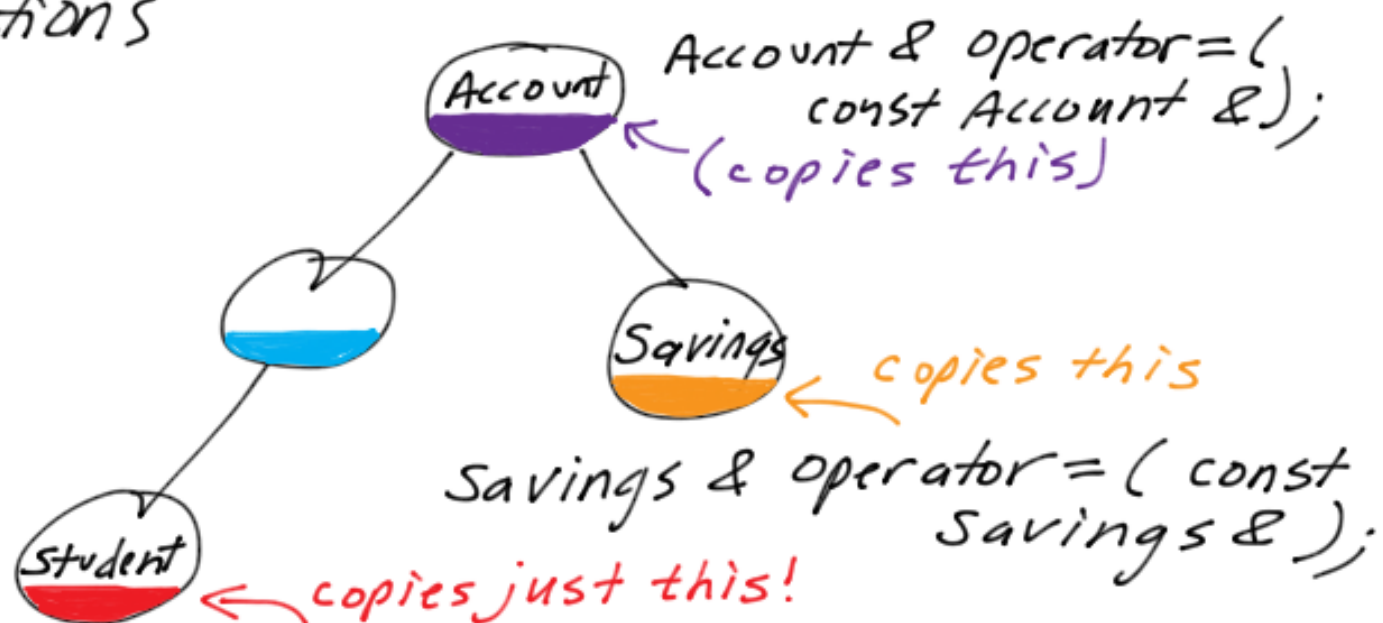 tions
Account
Account & operator=(
const Account &);
(copies this)
Savings
copies this
Savings & operator=( const
Savings & );
student
copies just this!